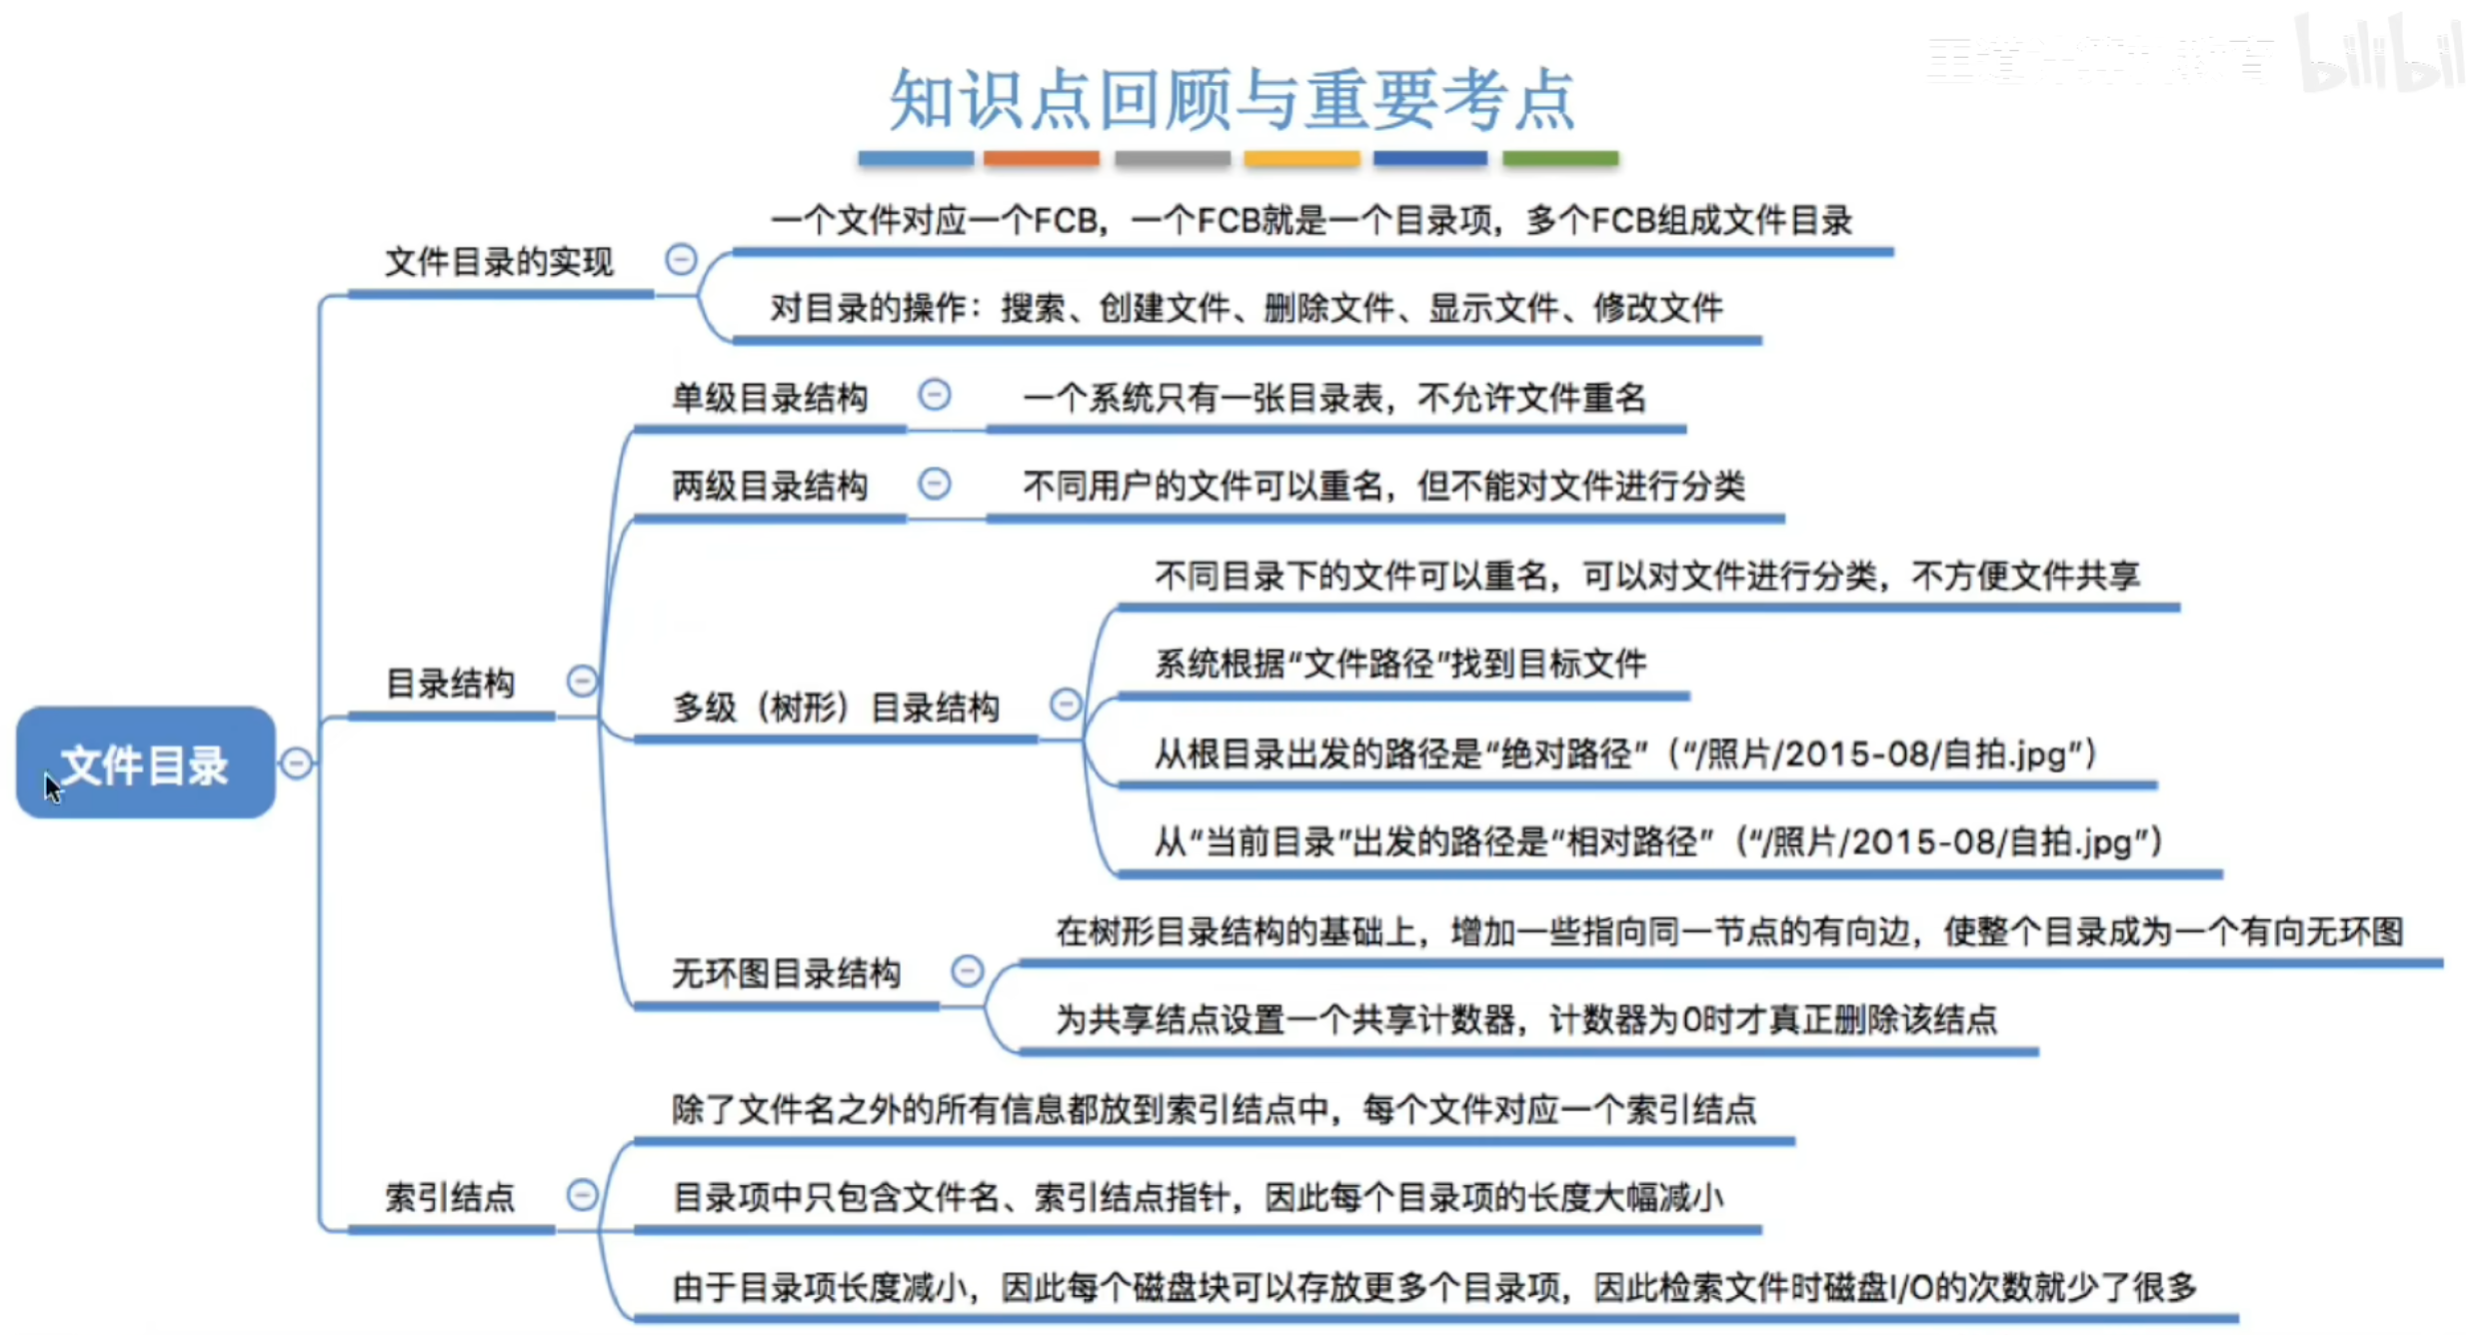 知识点回顾与重要考点
bilibili
文件目录
文件目录的实现
一个文件对应一个FCB，一个FCB就是一个目录项，多个FCB组成文件目录
对目录的操作：搜索、创建文件、删除文件、显示文件、修改文件
目录结构
单级目录结构
一个系统只有一张目录表，不允许文件重名
两级目录结构
不同用户的文件可以重名，但不能对文件进行分类
多级（树形）目录结构
不同目录下的文件可以重名，可以对文件进行分类，不方便文件共享
系统根据“文件路径”找到目标文件
从根目录出发的路径是“绝对路径”（“/照片/2015-08/自拍.jpg”）
从“当前目录”出发的路径是“相对路径”（“/照片/2015-08/自拍.jpg”）
无环图目录结构
在树形目录结构的基础上，增加一些指向同一节点的有向边，使整个目录成为一个有向无环图
为共享结点设置一个共享计数器，计数器为0时才真正删除该结点
索引结点
除了文件名之外的所有信息都放到索引结点中，每个文件对应一个索引结点
目录项中只包含文件名、索引结点指针，因此每个目录项的长度大幅减小
由于目录项长度减小，因此每个磁盘块可以存放更多个目录项，因此检索文件时磁盘I/O的次数就少了很多